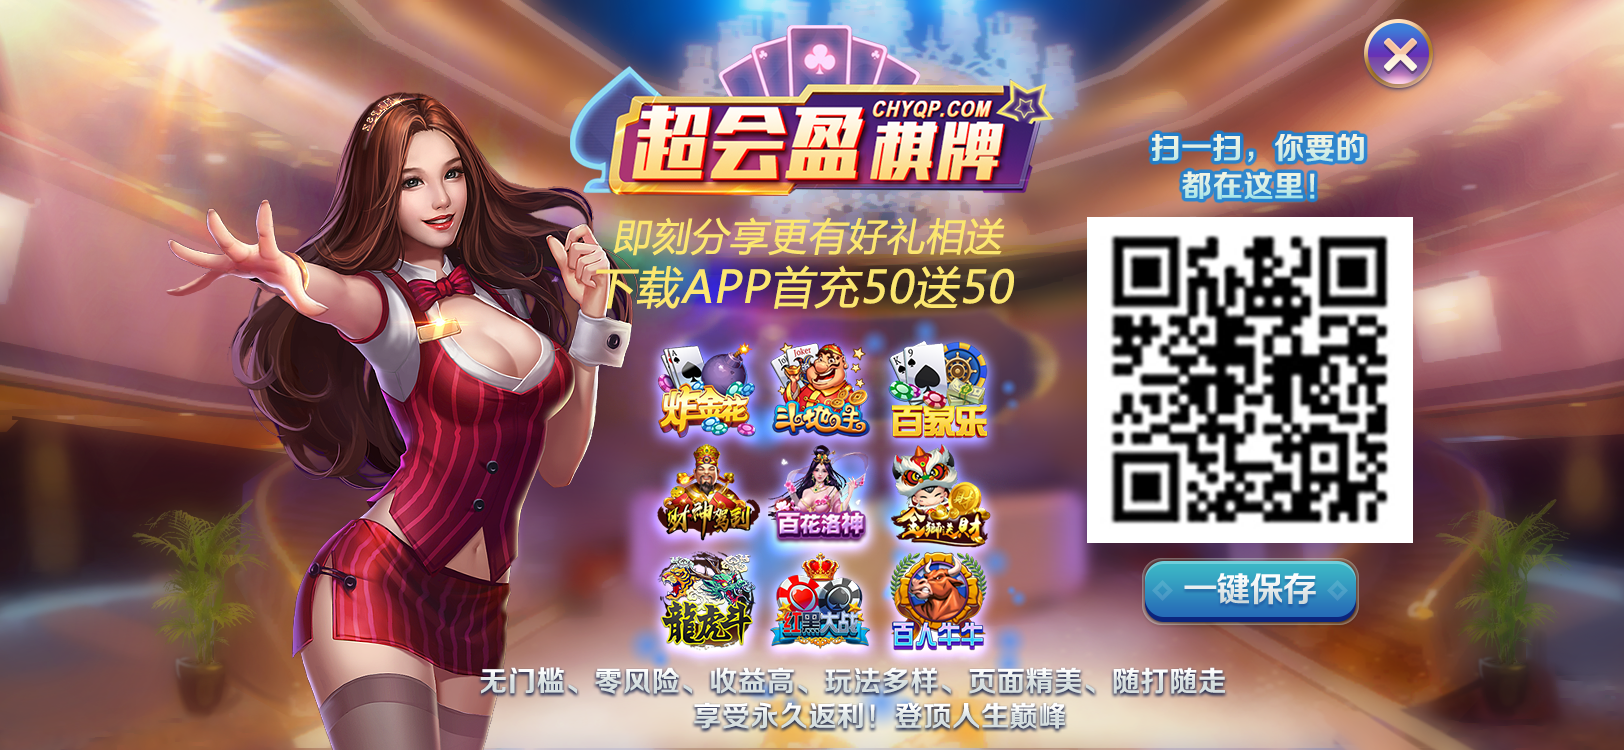 CHYQP.COM
超会盈棋牌
扫一扫，你要的
都在这里！
即刻分享更有好礼相送
下载APP首充50送50
炸金花
斗地主
百家乐
财神驾到
百花洛神
金獅送財
龍虎斗
红黑大战
百人牛牛
一键保存
无门槛、零风险、收益高、玩法多样、页面精美、随打随走
享受永久返利！登顶人生巅峰